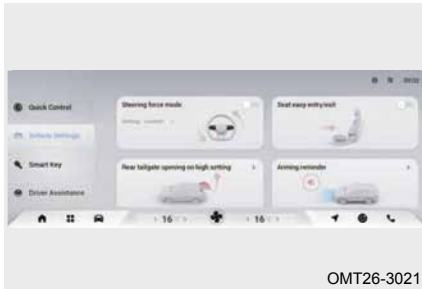 Quick Control
Vehicle Settings
Smart Key
Driver Assistance
Steering force mode
Seat easy entry/exit
Rear tailgate opening on high setting >
Arming reminder >
16
16
OMT26-3021